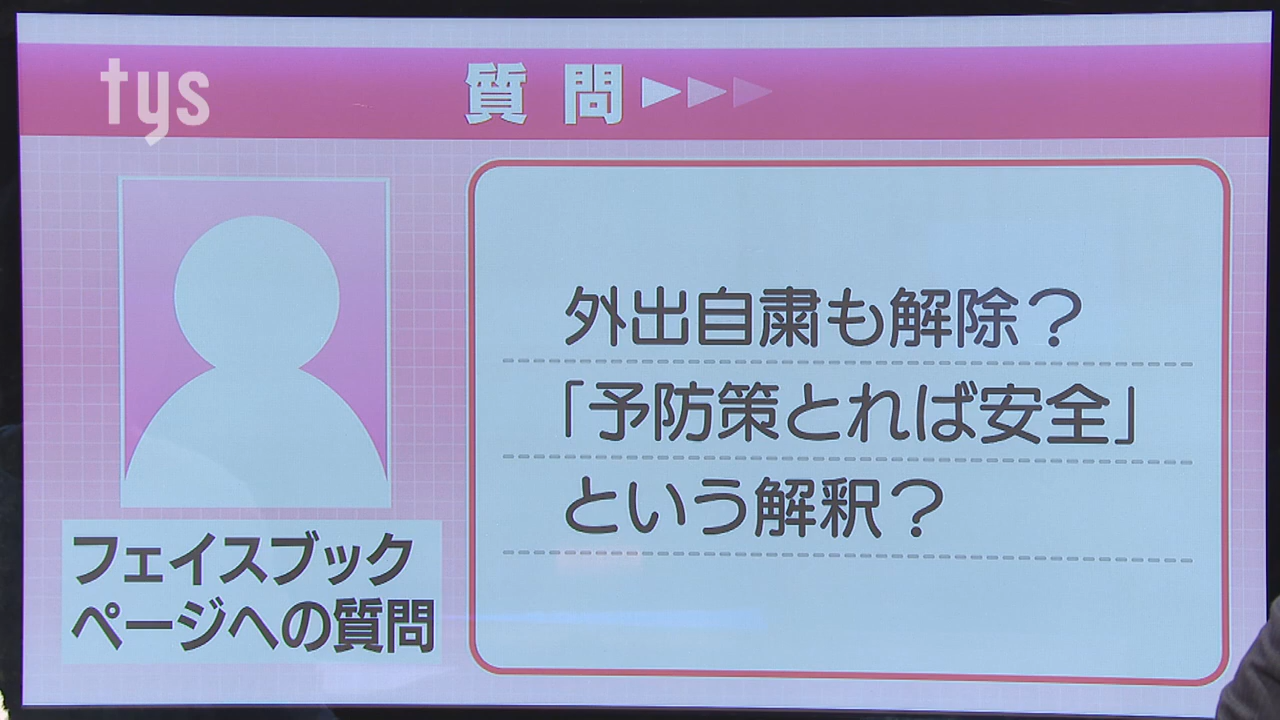 tys
質問
フェイスブック
ページへの質問
外出自粛も解除？
「予防策とれば安全」
という解釈？